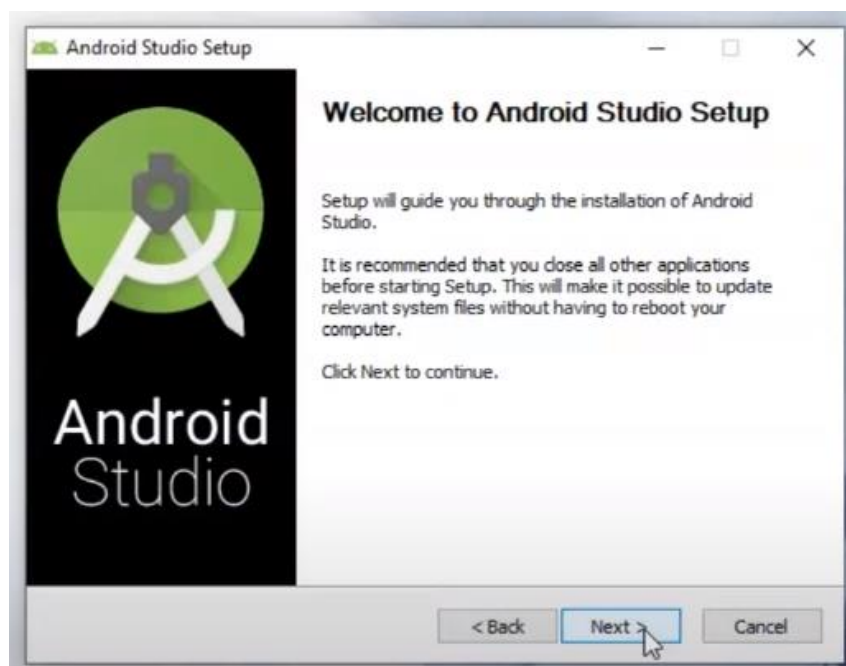 Android Studio Setup
Welcome to Android Studio Setup
Setup will guide you through the installation of Android
Studio.
It is recommended that you close all other applications
before starting Setup. This will make it possible to update
relevant system files without having to reboot your
computer.
Click Next to continue.
Android
Studio
< Back Next > Cancel